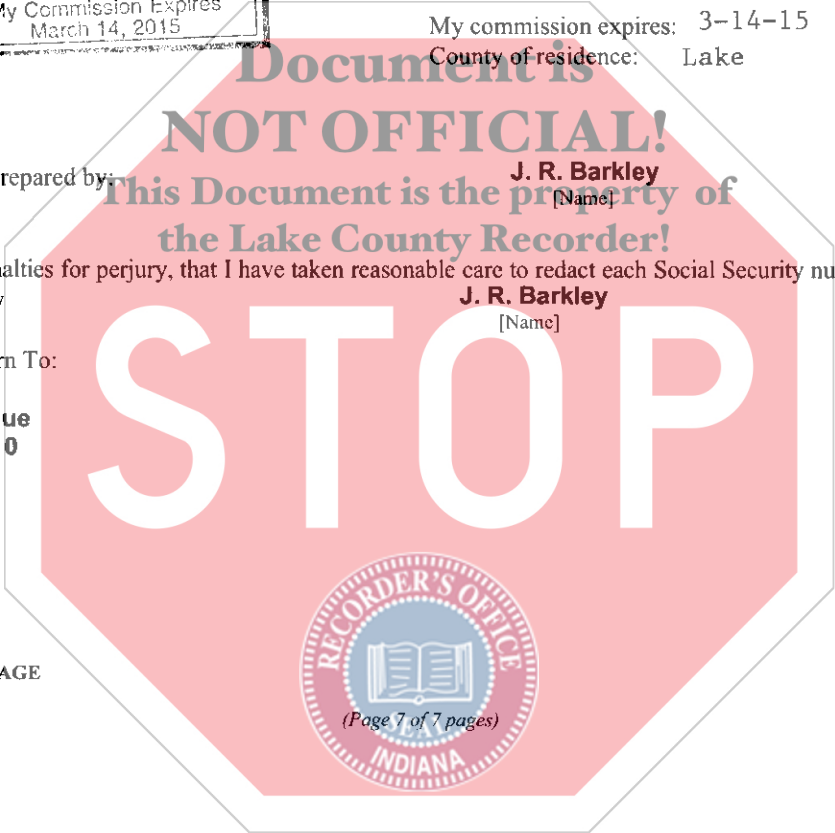 My Commission Expires
March 14, 2015
My commission expires: 3-14-15
County of residence: Lake
Document is
NOT OFFICIAL!
repared by:
J. R. Barkley
[Name]
This Document is the property of
the Lake County Recorder!
alties for perjury, that I have taken reasonable care to redact each Social Security nu
J. R. Barkley
[Name]
rn To:
ue
0
STOP
RECORDER'S OFFICE
SEAL
INDIANA
AGE
(Page 7 of 7 pages)